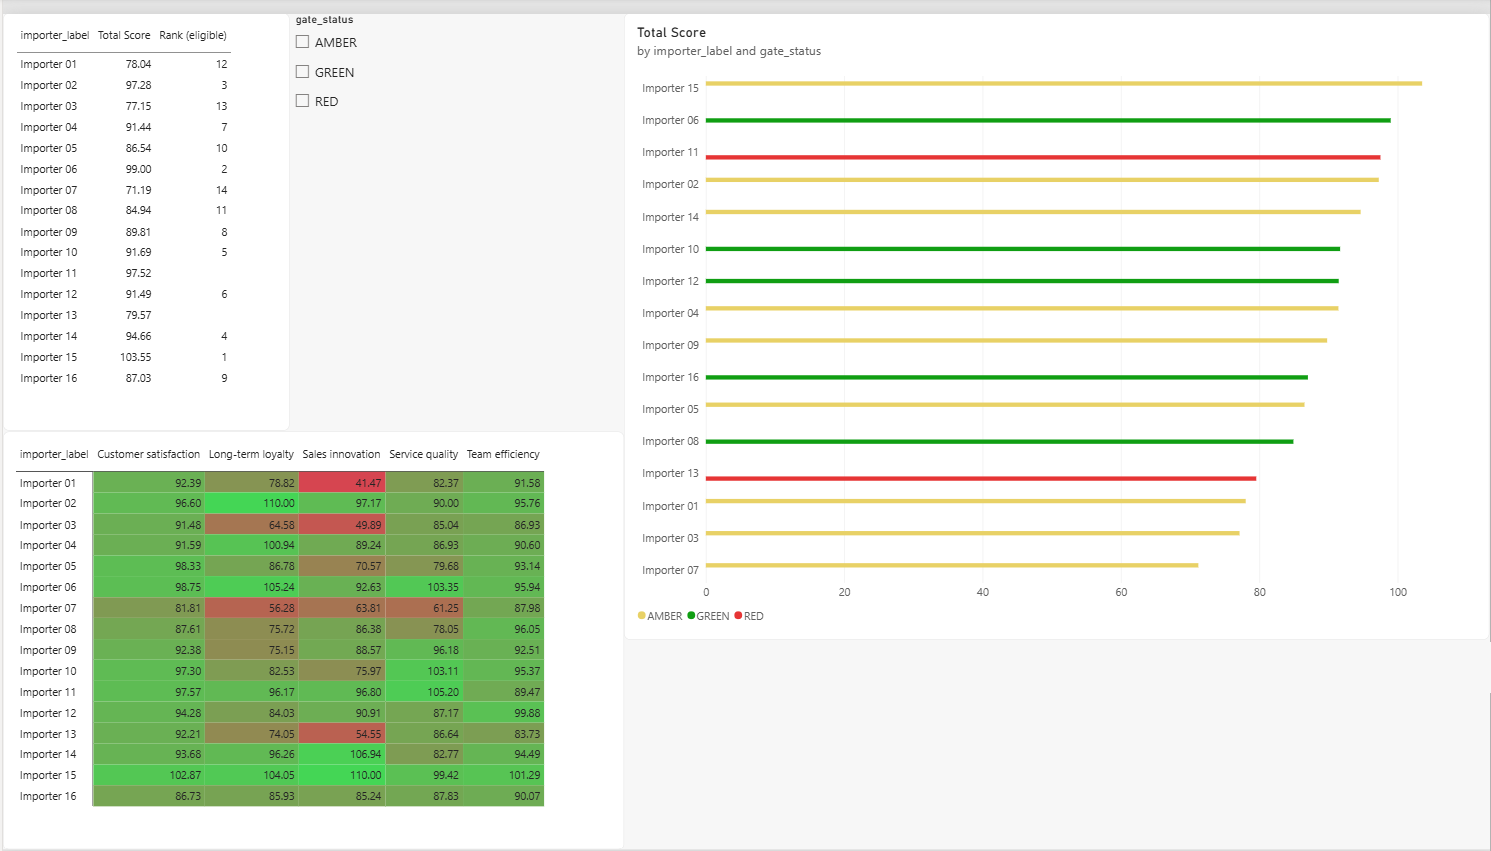 importer_label Total Score Rank (eligible)
Importer 01 78.04 12
Importer 02 97.28 3
Importer 03 77.15 13
Importer 04 91.44 7
Importer 05 86.54 10
Importer 06 99.00 2
Importer 07 71.19 14
Importer 08 84.94 11
Importer 09 89.81 8
Importer 10 91.69 5
Importer 11 97.52
Importer 12 91.49 6
Importer 13 79.57
Importer 14 94.66 4
Importer 15 103.55 1
Importer 16 87.03 9
gate_status
AMBER
GREEN
RED
Total Score
by importer_label and gate_status
Importer 15
Importer 06
Importer 11
Importer 02
Importer 14
Importer 10
Importer 12
Importer 04
Importer 09
Importer 16
Importer 05
Importer 08
Importer 13
Importer 01
Importer 03
Importer 07
0 20 40 60 80 100
AMBER GREEN RED
importer_label Customer satisfaction Long-term loyalty Sales innovation Service quality Team efficiency
Importer 01 92.39 78.82 41.47 82.37 91.58
Importer 02 96.60 110.00 97.17 90.00 95.76
Importer 03 91.48 64.58 49.89 85.04 86.93
Importer 04 91.59 100.94 89.24 86.93 90.60
Importer 05 98.33 86.78 70.57 79.68 93.14
Importer 06 98.75 105.24 92.63 103.35 95.94
Importer 07 81.81 56.28 63.81 61.25 87.98
Importer 08 87.61 75.72 86.38 78.05 96.05
Importer 09 92.38 75.15 88.57 96.18 92.51
Importer 10 97.30 82.53 75.97 103.11 95.37
Importer 11 97.57 96.17 96.80 105.20 89.47
Importer 12 94.28 84.03 90.91 87.17 99.88
Importer 13 92.21 74.05 54.55 86.64 83.73
Importer 14 93.68 96.26 106.94 82.77 94.49
Importer 15 102.87 104.05 110.00 99.42 101.29
Importer 16 86.73 85.93 85.24 87.83 90.07